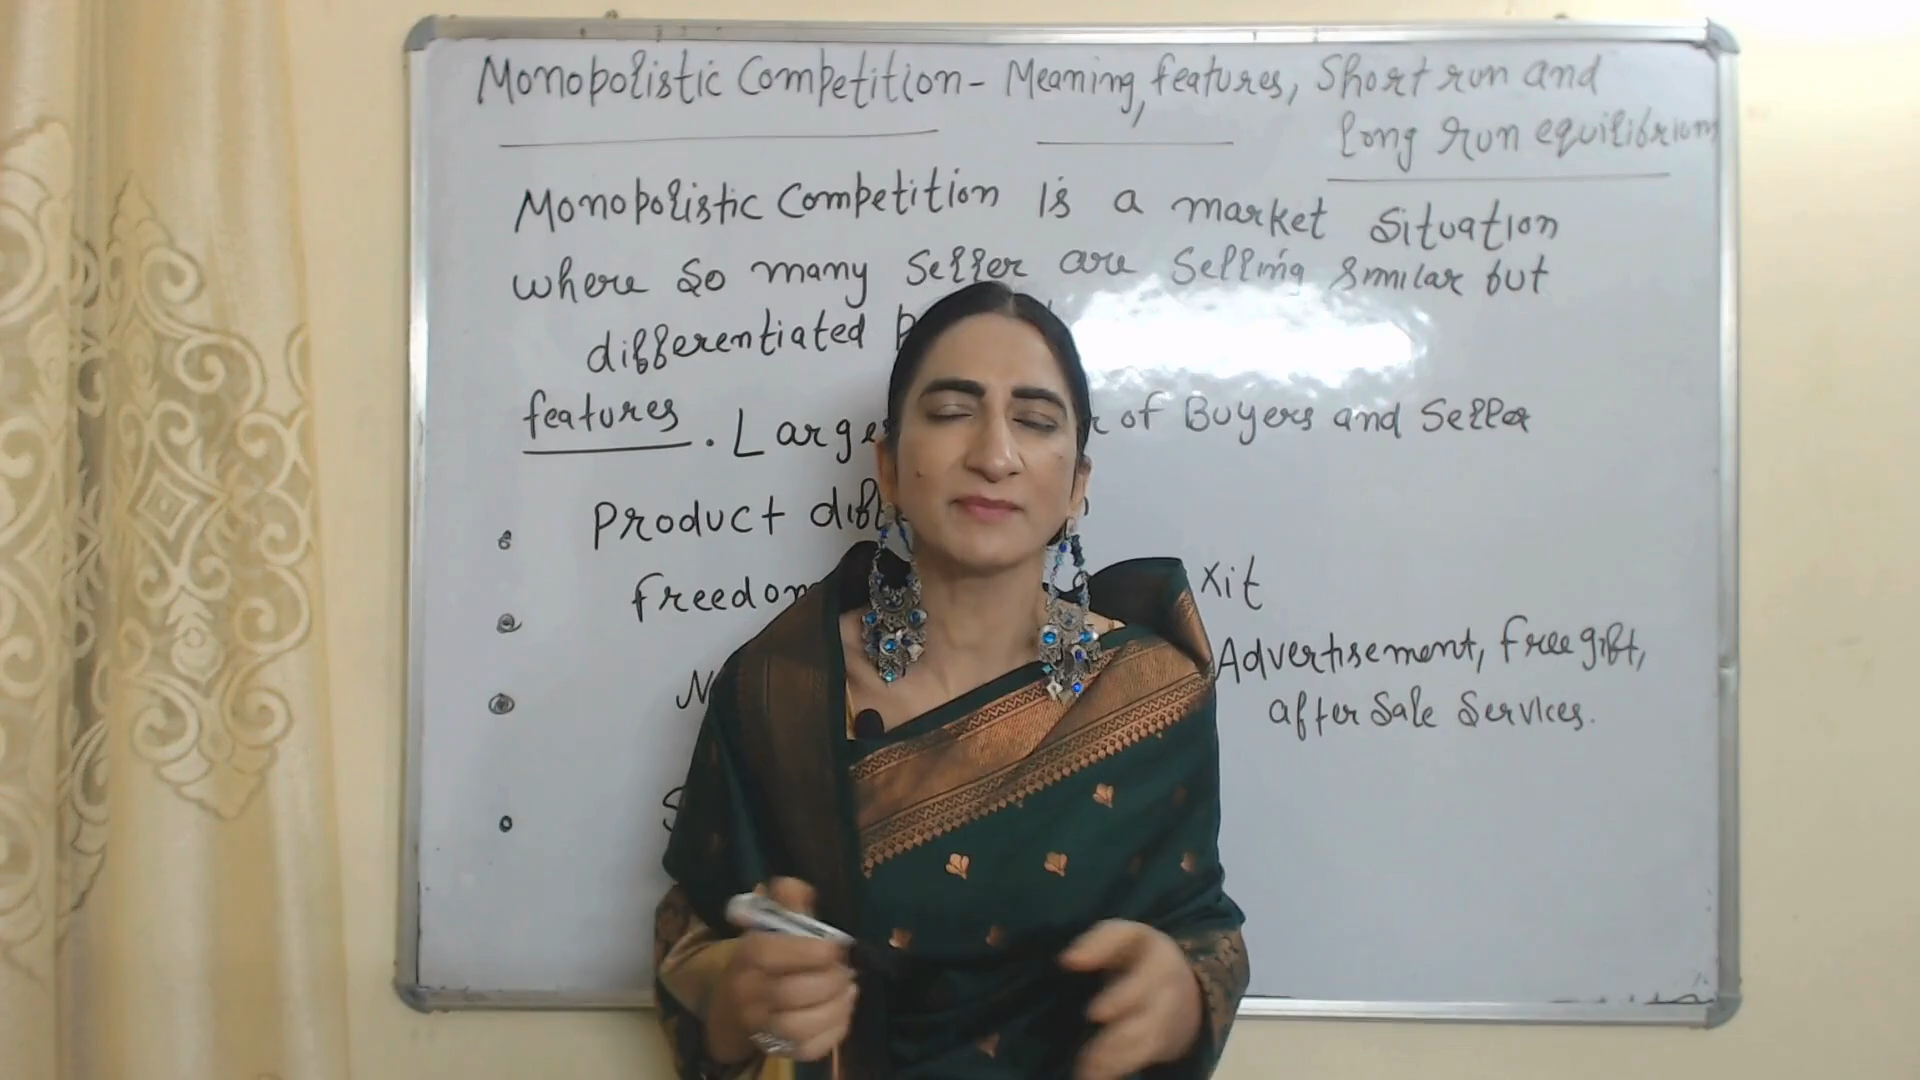 Monopolistic Competition - Meaning, features, Short run and
long run equilibrium
Monopolistic Competition is a market situation
where so many Seller are Selling similar but
differentiated
features . Large of Buyers and Seller
Product
freedom
Advertisement, free gift,
after Sale Services.